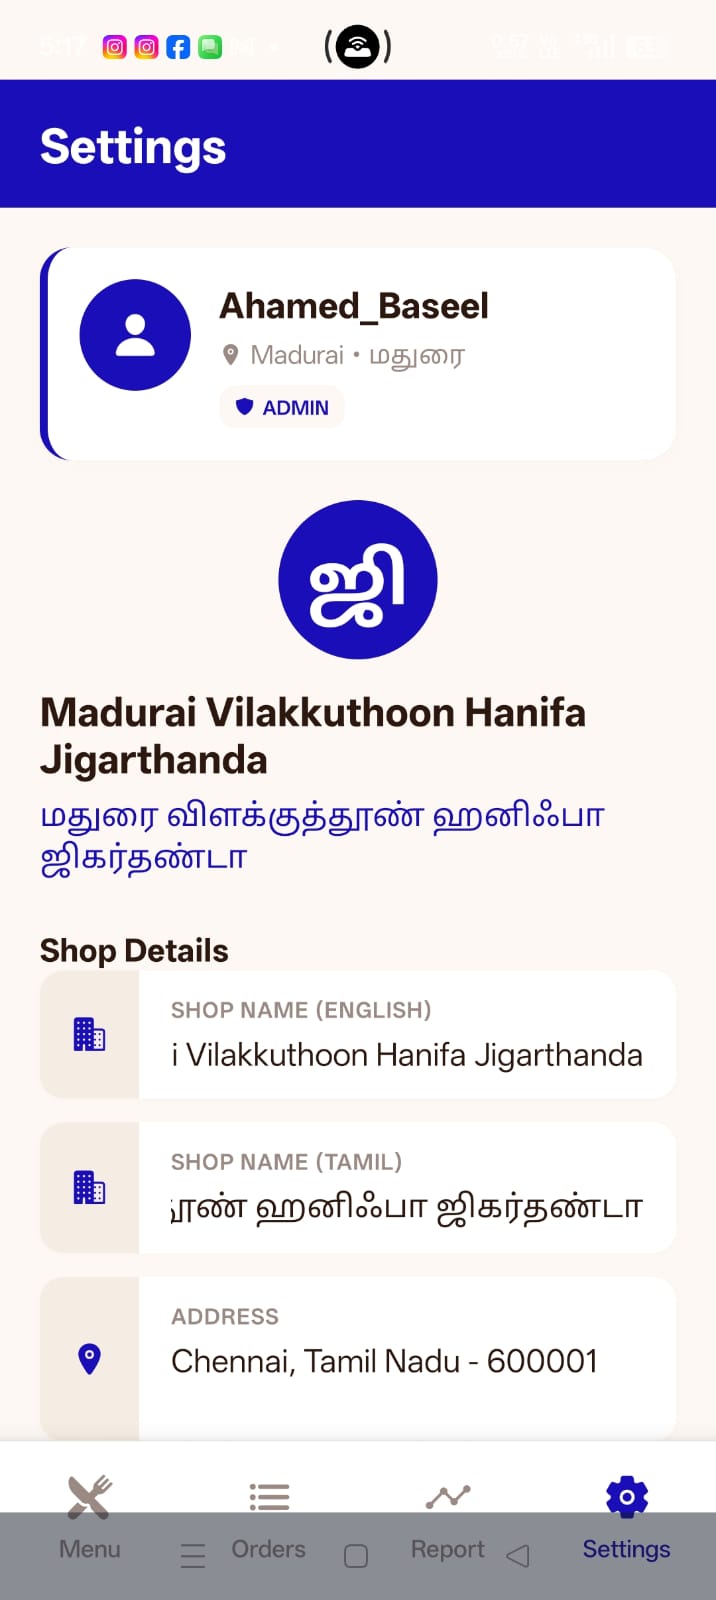 5:17
Settings
Ahamed_Baseel
Madurai • மதுரை
ADMIN
ஜி
Madurai Vilakkuthoon Hanifa
Jigarthanda
மதுரை விளக்குத்தூண் ஹனிஃபா
ஜிகர்தண்டா
Shop Details
SHOP NAME (ENGLISH)
i Vilakkuthoon Hanifa Jigarthanda
SHOP NAME (TAMIL)
ஹனிஃபா ஜிகர்தண்டா
ADDRESS
Chennai, Tamil Nadu - 600001
Menu Orders Report Settings